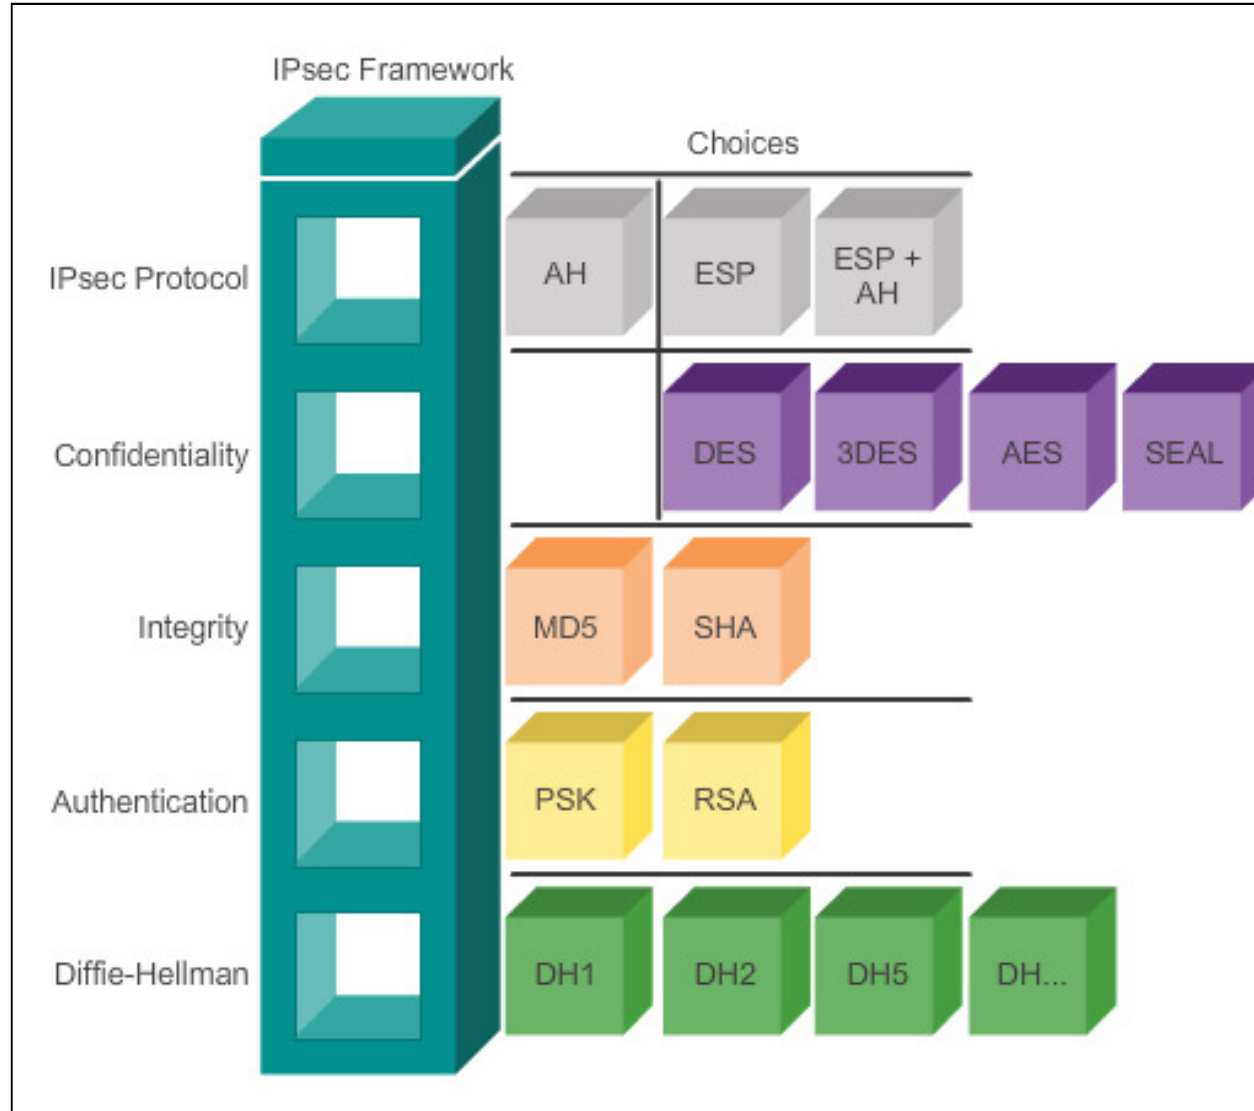 IPsec Framework
Choices
IPsec Protocol
AH
ESP
ESP +
AH
Confidentiality
DES
3DES
AES
SEAL
Integrity
MD5
SHA
Authentication
PSK
RSA
Diffie-Hellman
DH1
DH2
DH5
DH...